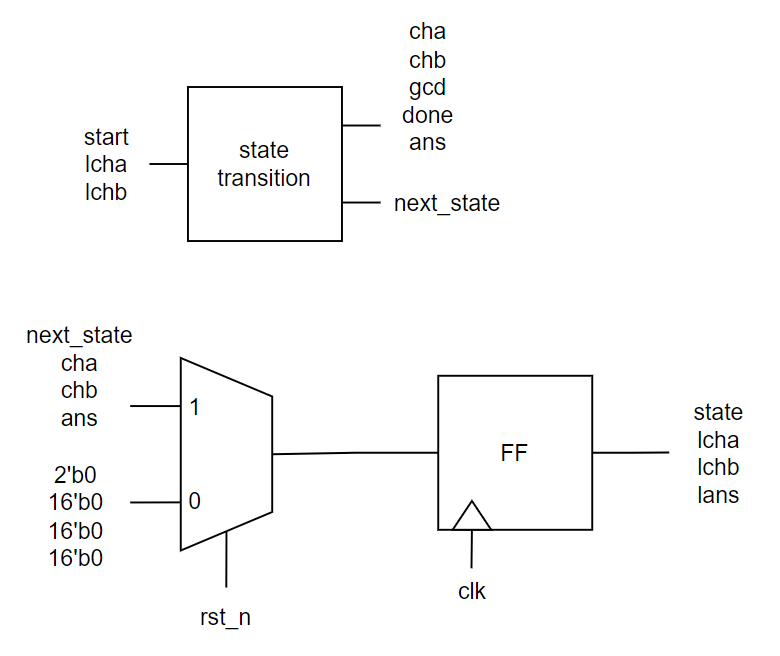 cha
chb
gcd
done
ans
start
lcha
lchb
state
transition
next_state
next_state
cha
chb
ans
1
2'b0
16'b0
16'b0
16'b0
0
rst_n
FF
clk
state
lcha
lchb
lans